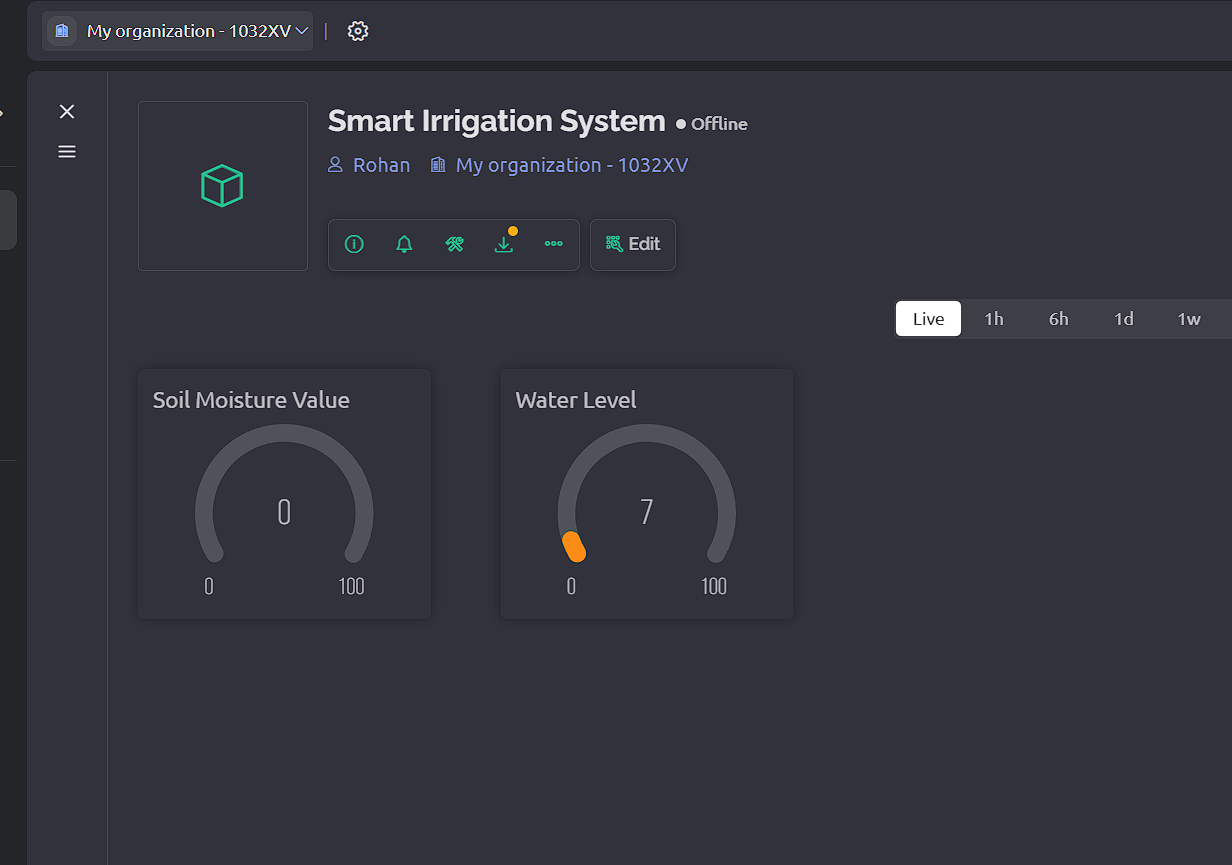 My organization - 1032XV
Smart Irrigation System Offline
Rohan My organization - 1032XV
Edit
Live 1h 6h 1d 1w
Soil Moisture Value
0
0 100
Water Level
7
0 100